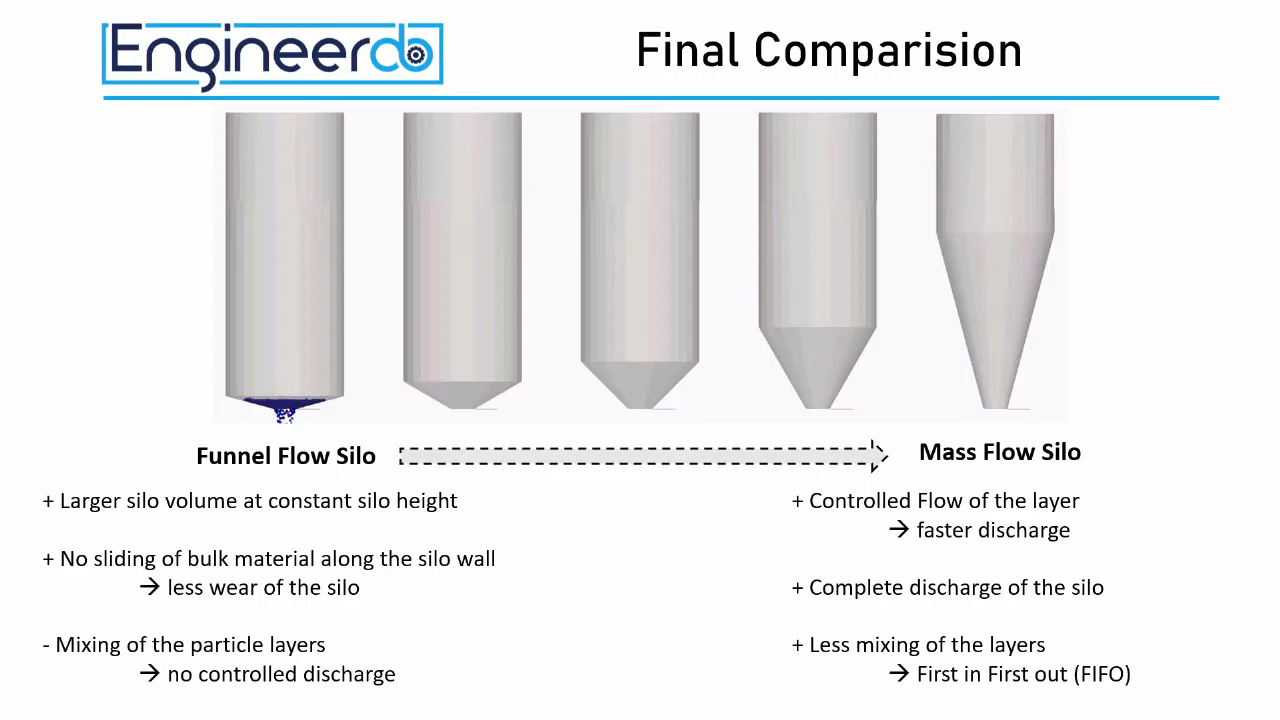 Engineerdo
Final Comparision
Funnel Flow Silo
Mass Flow Silo
+ Larger silo volume at constant silo height
+ No sliding of bulk material along the silo wall
→ less wear of the silo
- Mixing of the particle layers
→ no controlled discharge
+ Controlled Flow of the layer
→ faster discharge
+ Complete discharge of the silo
+ Less mixing of the layers
→ First in First out (FIFO)